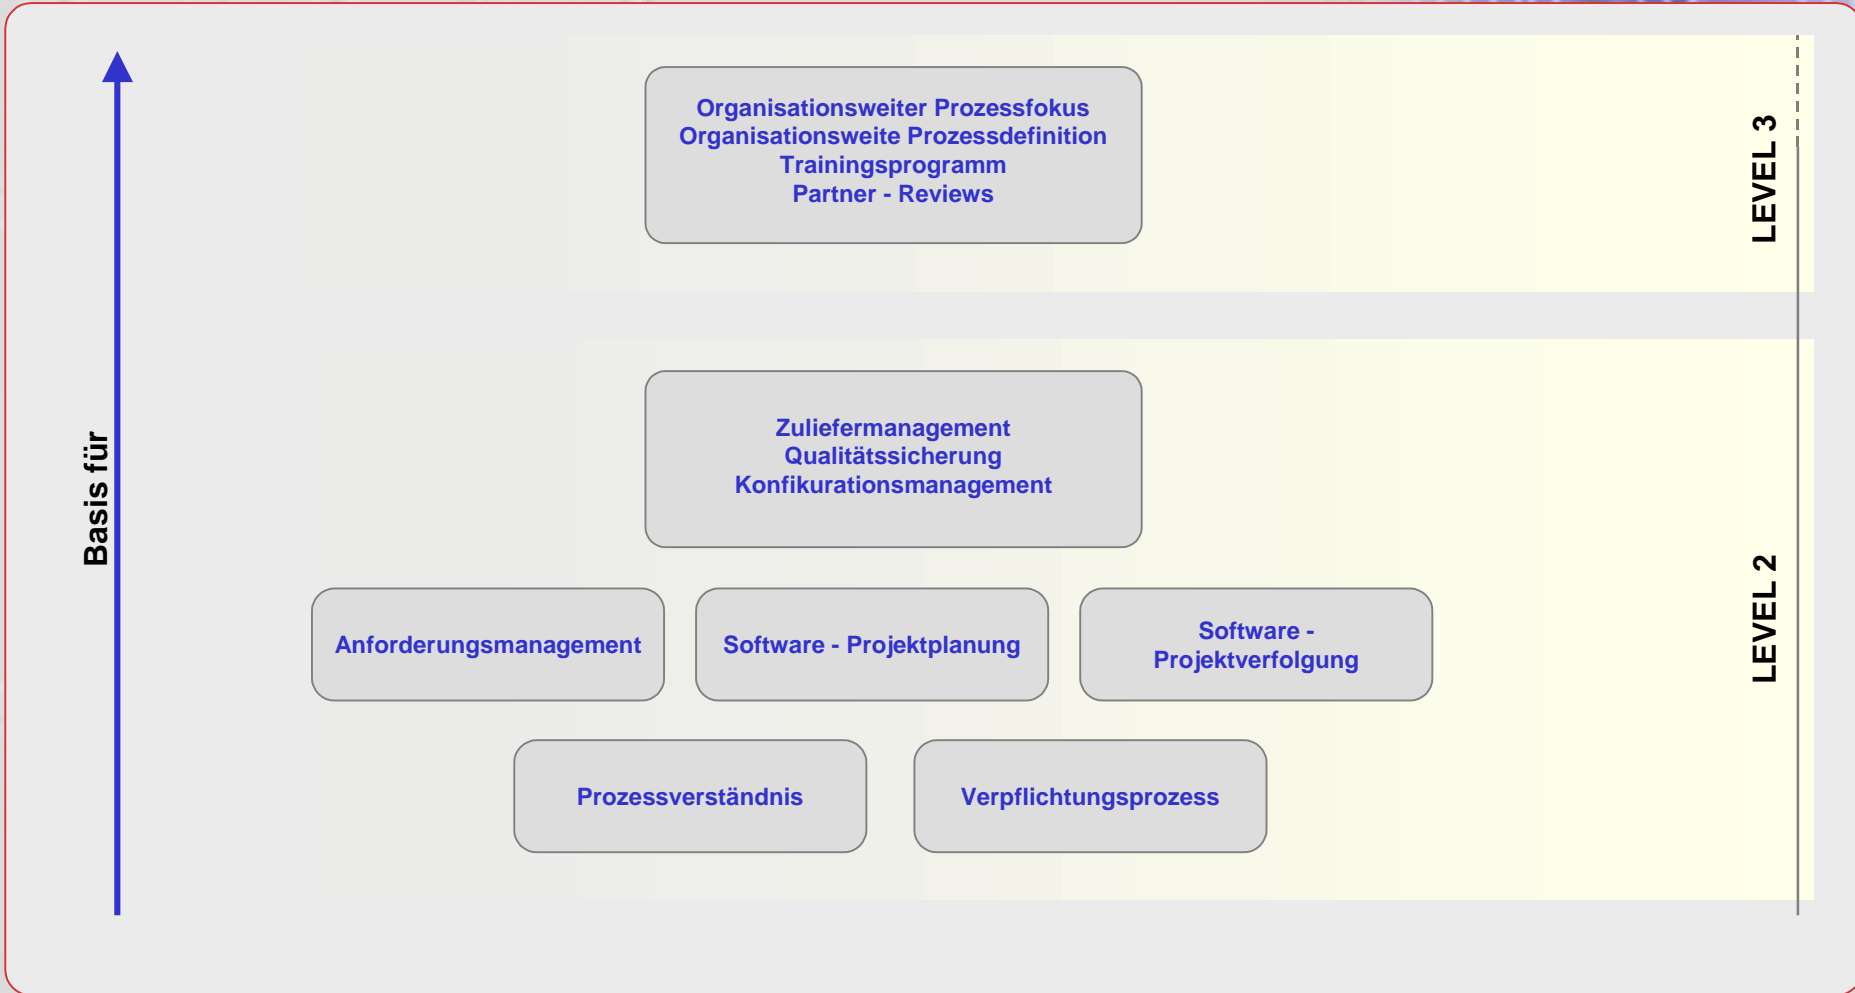 Organisationsweiter Prozessfokus
Organisationsweite Prozessdefinition
Trainingsprogramm
Partner - Reviews
LEVEL 3
Basis für
Zuliefermanagement
Qualitätssicherung
Konfikurationsmanagement
Anforderungsmanagement
Software - Projektplanung
Software -
Projektverfolgung
LEVEL 2
Prozessverständnis
Verpflichtungsprozess